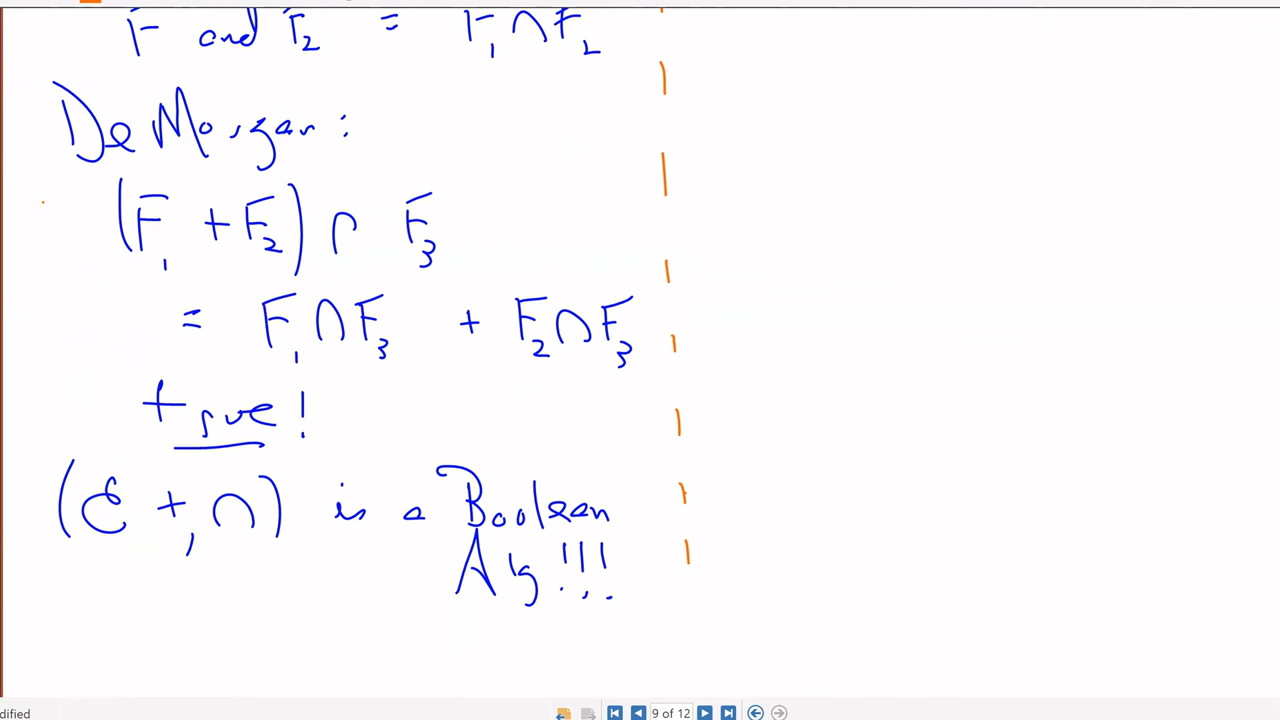 F and F₂ = F₁ ∩ F₂
De Morgan:
(F₁ + F₂) ∩ F₃
= F₁ ∩ F₃ + F₂ ∩ F₃
true!
(ℰ +, ∩) is a Boolean
Alg!!!
dified
9 of 12